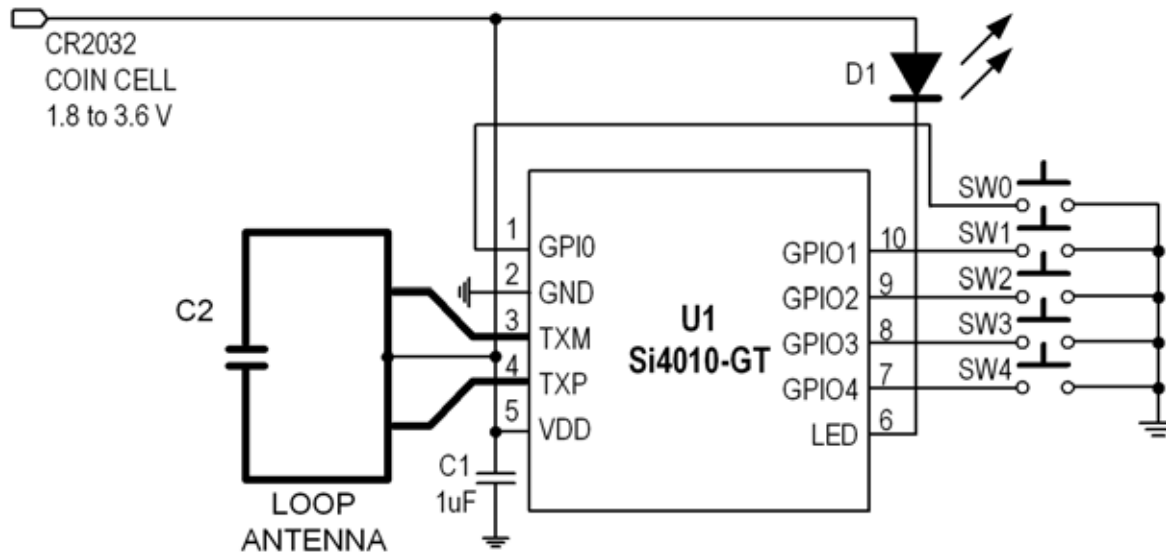 CR2032
COIN CELL
1.8 to 3.6 V
D1
SW0
1
GPI0
GPIO1
10
SW1
2
GND
GPIO2
9
SW2
C2
3
TXM
U1
Si4010-GT
GPIO3
8
SW3
4
TXP
GPIO4
7
SW4
5
VDD
LED
6
C1
1uF
LOOP
ANTENNA